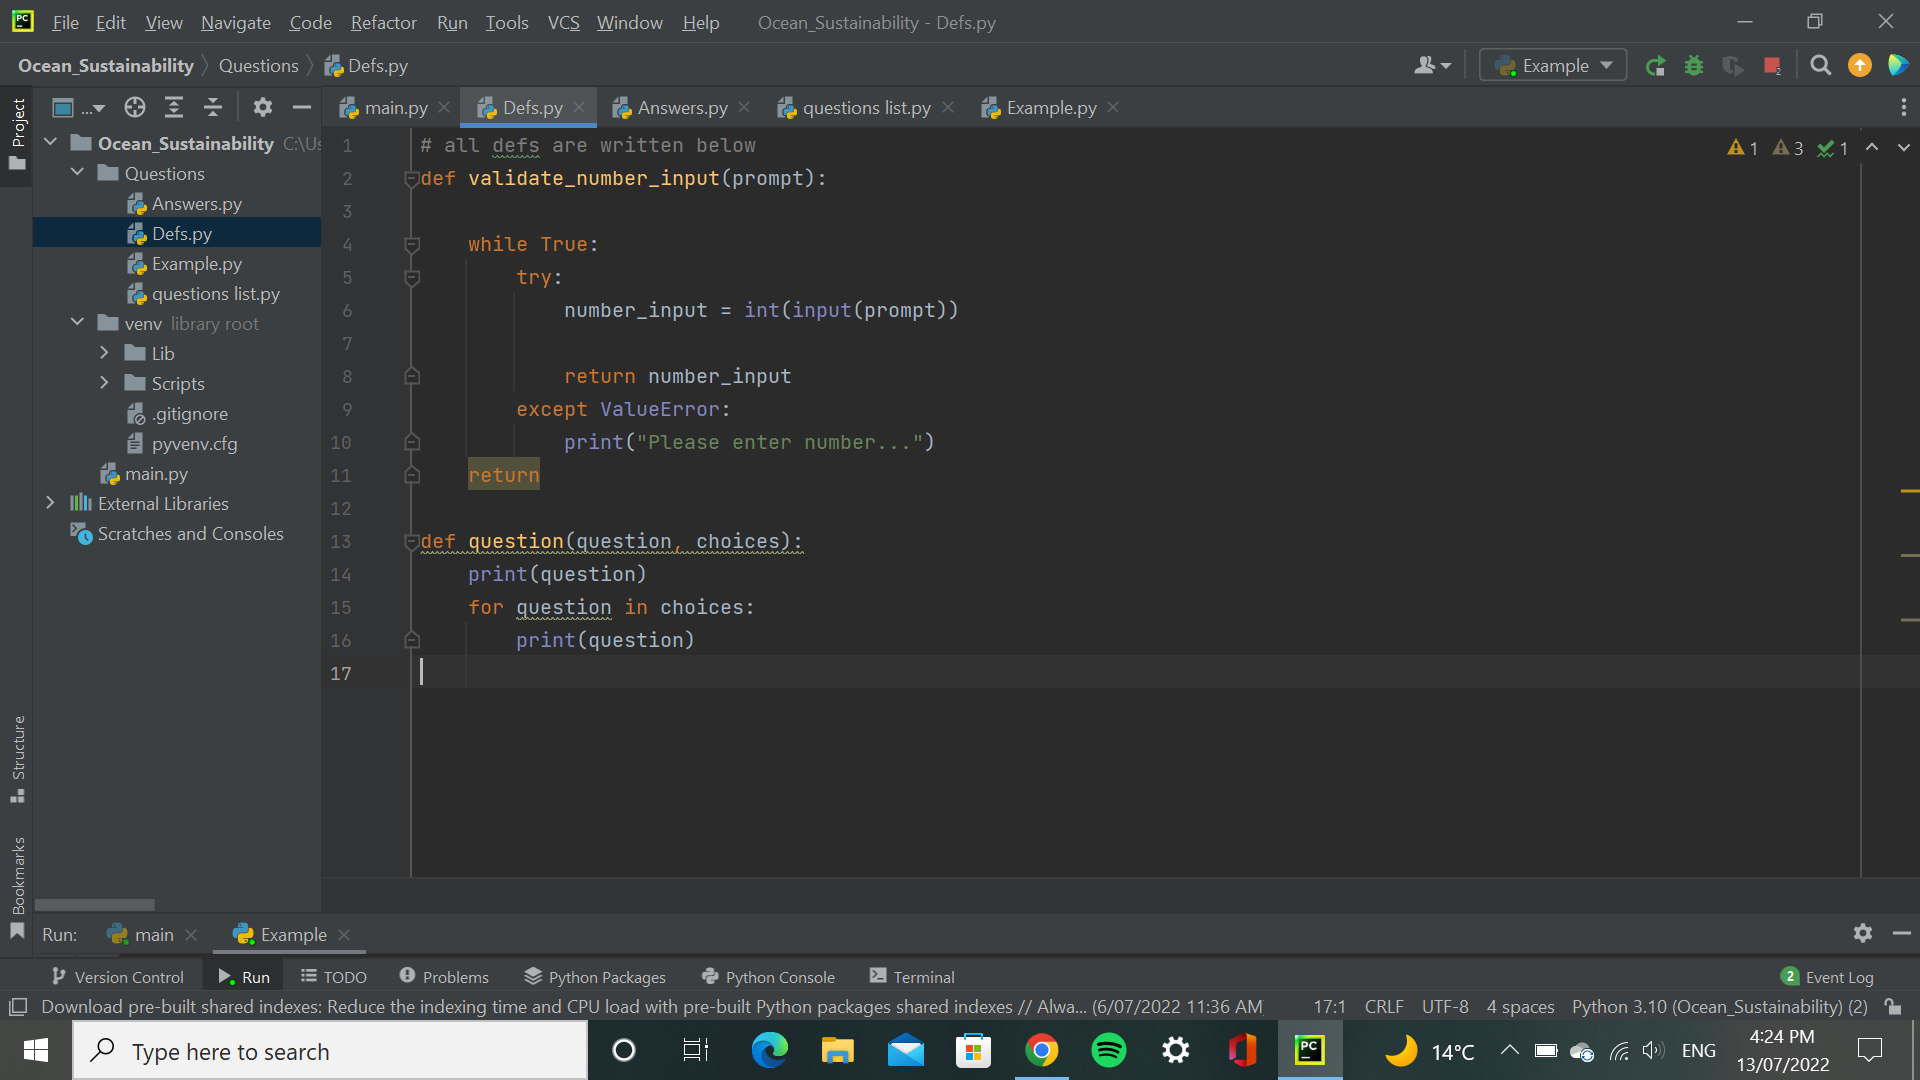 PC File Edit View Navigate Code Refactor Run Tools VCS Window Help Ocean_Sustainability - Defs.py
Ocean_Sustainability Questions Defs.py Example 2
... main.py Defs.py Answers.py questions list.py Example.py
Project
Ocean_Sustainability C:\Us
Questions
Answers.py
Defs.py
Example.py
questions list.py
venv library root
Lib
Scripts
.gitignore
pyvenv.cfg
main.py
External Libraries
Scratches and Consoles
Structure
Bookmarks
1 # all defs are written below
1 3 1
2 def validate_number_input(prompt):
3
4 while True:
5 try:
6 number_input = int(input(prompt))
7
8 return number_input
9 except ValueError:
10 print("Please enter number...")
11 return
12
13 def question(question, choices):
14 print(question)
15 for question in choices:
16 print(question)
17
Run: main Example
Version Control Run TODO Problems Python Packages Python Console Terminal 2 Event Log
Download pre-built shared indexes: Reduce the indexing time and CPU load with pre-built Python packages shared indexes // Alwa... (6/07/2022 11:36 AM) 17:1 CRLF UTF-8 4 spaces Python 3.10 (Ocean_Sustainability) (2)
Type here to search PC 14°C ENG 4:24 PM
13/07/2022